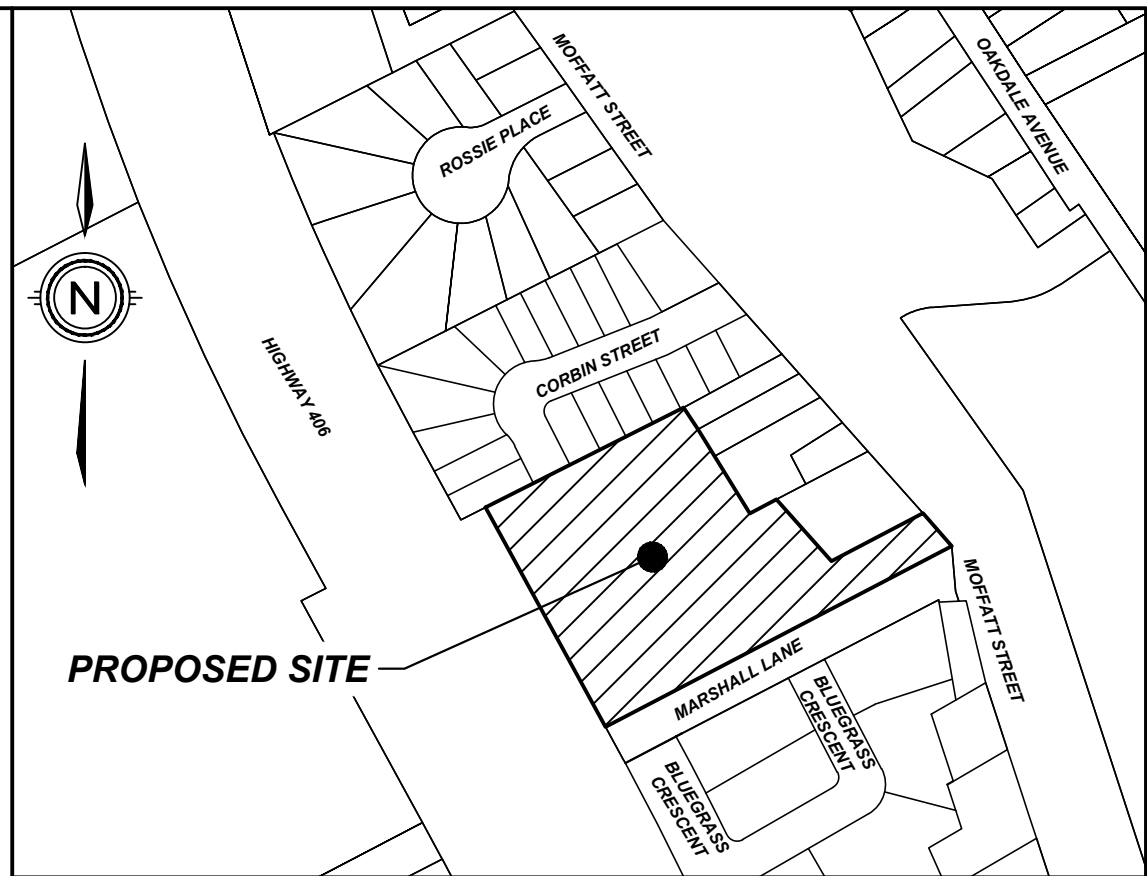 MOFFATT STREET
OAKDALE AVENUE
ROSSIE PLACE
N
HIGHWAY 406
CORBIN STREET
PROPOSED SITE
MOFFATT STREET
MARSHALL LANE
BLUEGRASS
CRESCENT
BLUEGRASS
CRESCENT